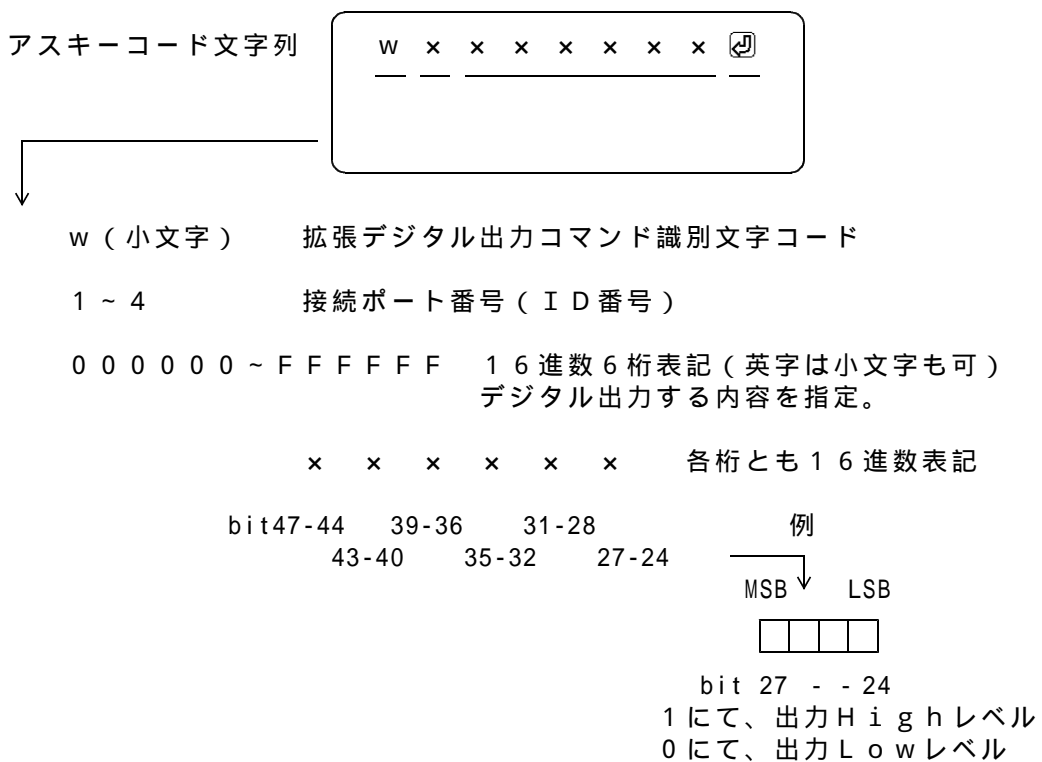 アスキーコード文字列 w × × × × × × × ⏎
w(小文字) 拡張デジタル出力コマンド識別文字コード
1~4 接続ポート番号(ID番号)
000000~FFFFFF 16進数6桁表記(英字は小文字も可)
デジタル出力する内容を指定。
× × × × × × 各桁とも16進数表記
bit47-44 39-36 31-28 例
43-40 35-32 27-24
MSB LSB
bit 27 - - 24
1にて、出力Highレベル
0にて、出力Lowレベル